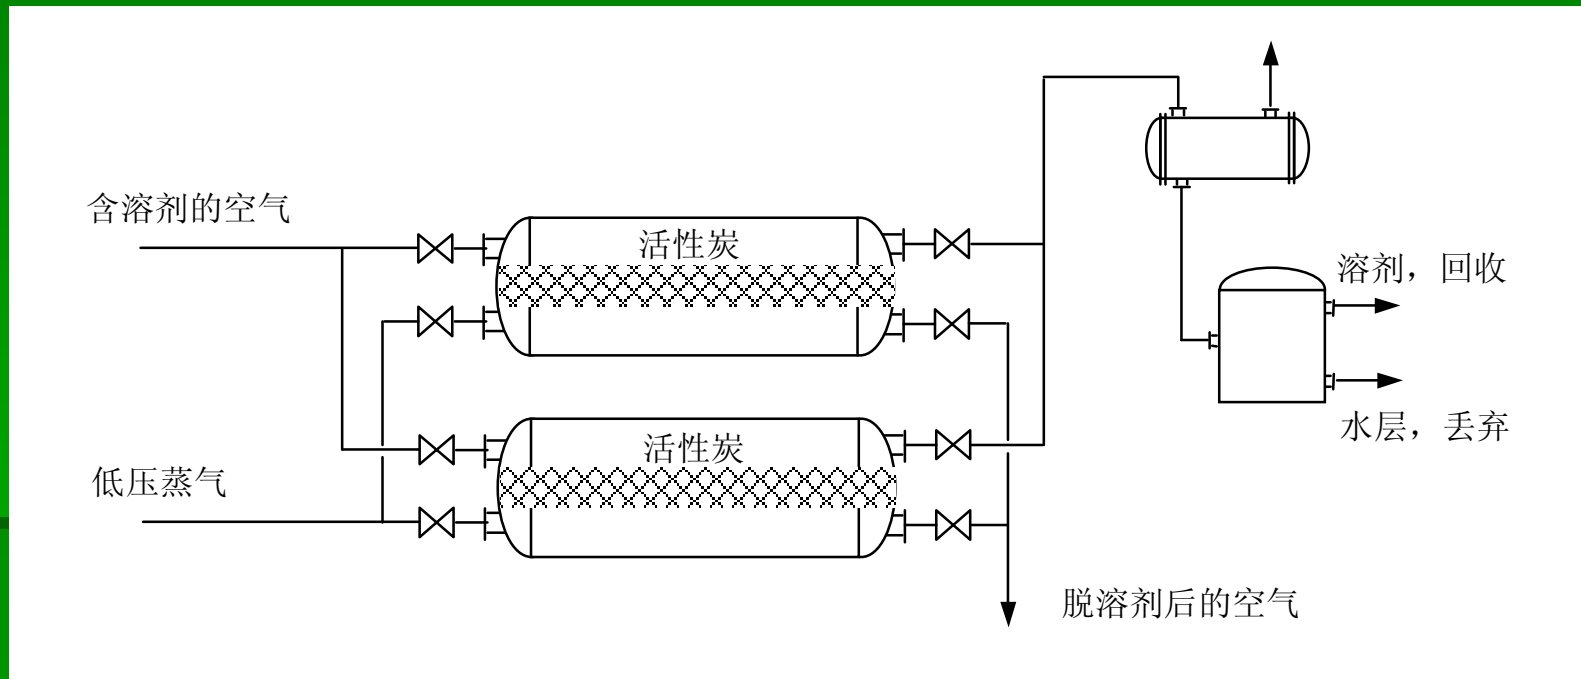 含溶剂的空气
活性炭
溶剂，回收
水层，丢弃
活性炭
低压蒸气
脱溶剂后的空气